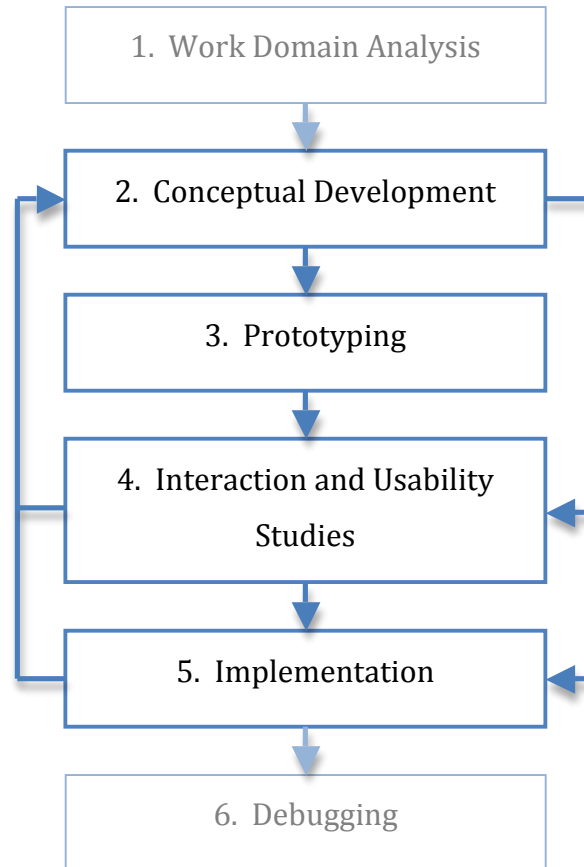 1. Work Domain Analysis
2. Conceptual Development
3. Prototyping
4. Interaction and Usability
Studies
5. Implementation
6. Debugging